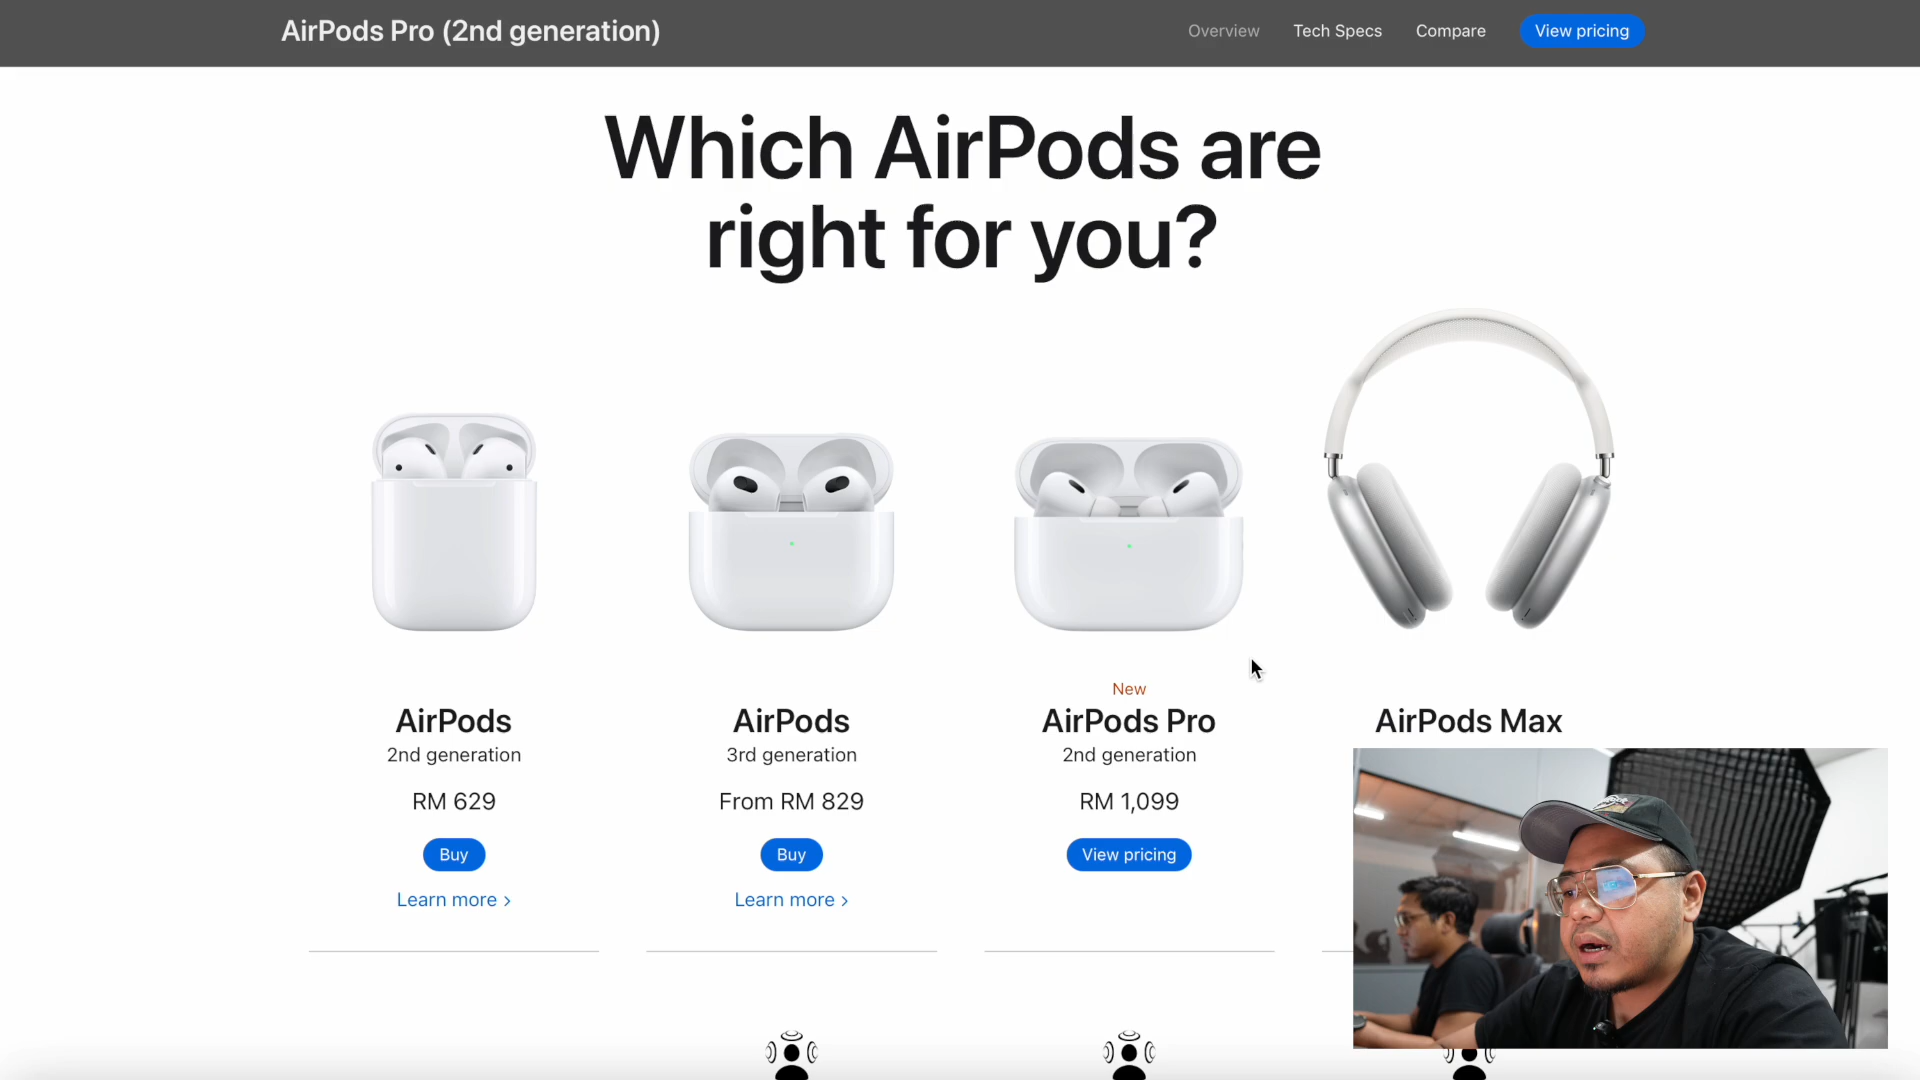 AirPods Pro (2nd generation)
Overview
Tech Specs
Compare
View pricing
Which AirPods are
right for you?
AirPods
2nd generation
RM 629
Buy
Learn more >
AirPods
3rd generation
From RM 829
Buy
Learn more >
New
AirPods Pro
2nd generation
RM 1,099
View pricing
AirPods Max